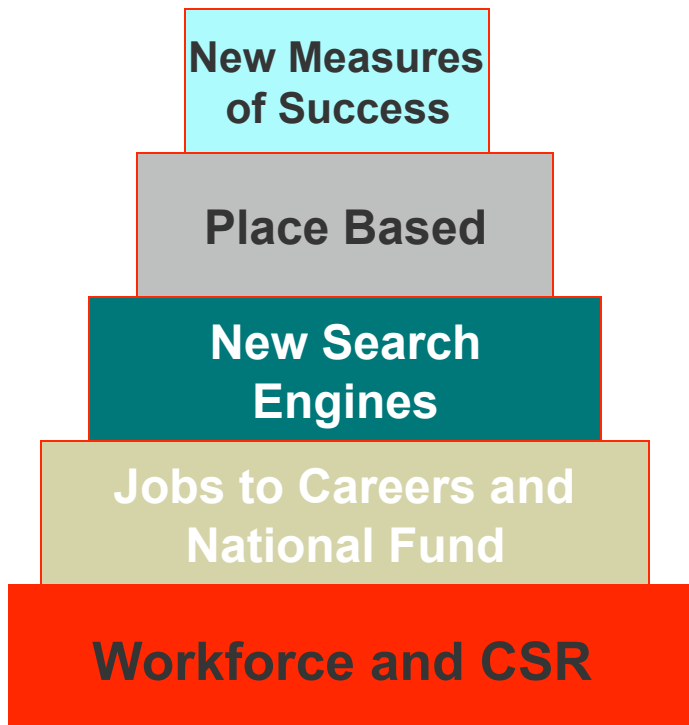 New Measures
of Success
Place Based
New Search
Engines
Jobs to Careers and
National Fund
Workforce and CSR